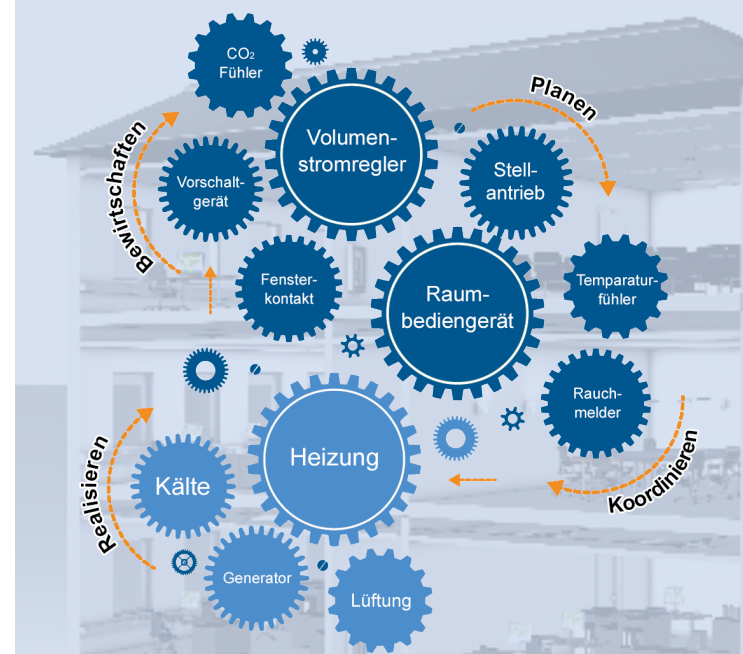 CO₂
Fühler
Volumen-
stromregler
Planen
Stell-
antrieb
Vorschalt-
gerät
Bewirtschaften
Fenster-
kontakt
Raum-
bediengerät
Temperatur-
fühler
Rauch-
melder
Koordinieren
Heizung
Kälte
Realisieren
Generator
Lüftung